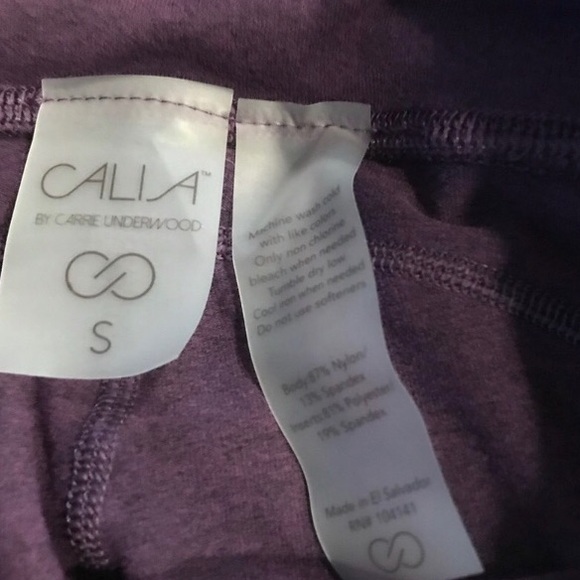 CALIA™
BY CARRIE UNDERWOOD
S
Machine wash cold
with like colors
Only non chlorine
bleach when needed
Tumble dry low
Cool iron when needed
Do not use softeners
Body:87% Nylon/
13% Spandex
Inserts:81% Polyester/
19% Spandex
Made in El Salvador
RN# 104141